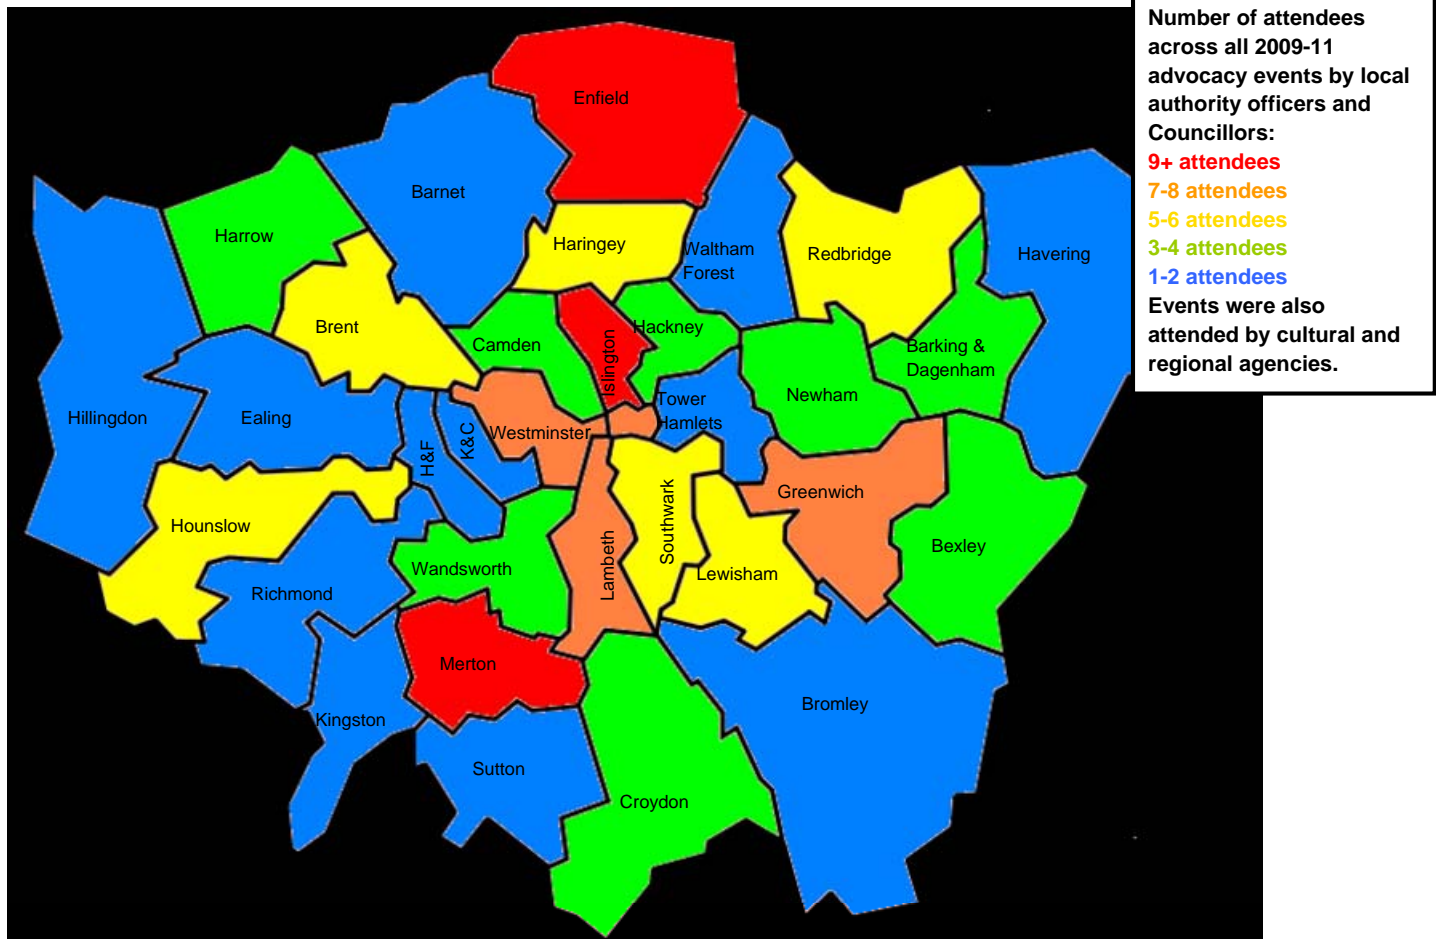 Number of attendees
across all 2009-11
advocacy events by local
authority officers and
Councillors:
9+ attendees
7-8 attendees
5-6 attendees
3-4 attendees
1-2 attendees
Events were also
attended by cultural and
regional agencies.
Enfield
Barnet
Harrow
Haringey
Waltham
Forest
Redbridge
Havering
Brent
Camden
Islington
Hackney
Barking &
Dagenham
Hillingdon
Ealing
H&F
K&C
Westminster
Tower
Hamlets
Newham
Hounslow
Greenwich
Southwark
Bexley
Richmond
Wandsworth
Lambeth
Lewisham
Merton
Kingston
Bromley
Sutton
Croydon